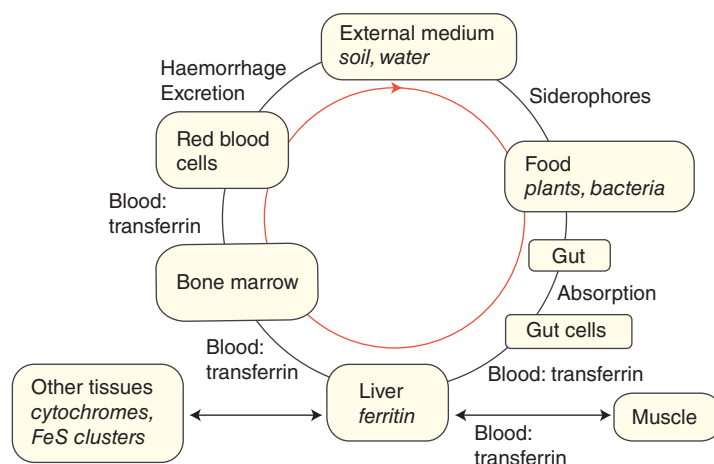 External medium
soil, water
Haemorrhage
Excretion
Siderophores
Red blood
cells
Food
plants, bacteria
Blood:
transferrin
Gut
Bone marrow
Absorption
Gut cells
Blood:
transferrin
Blood: transferrin
Other tissues
cytochromes,
FeS clusters
Liver
ferritin
Muscle
Blood:
transferrin